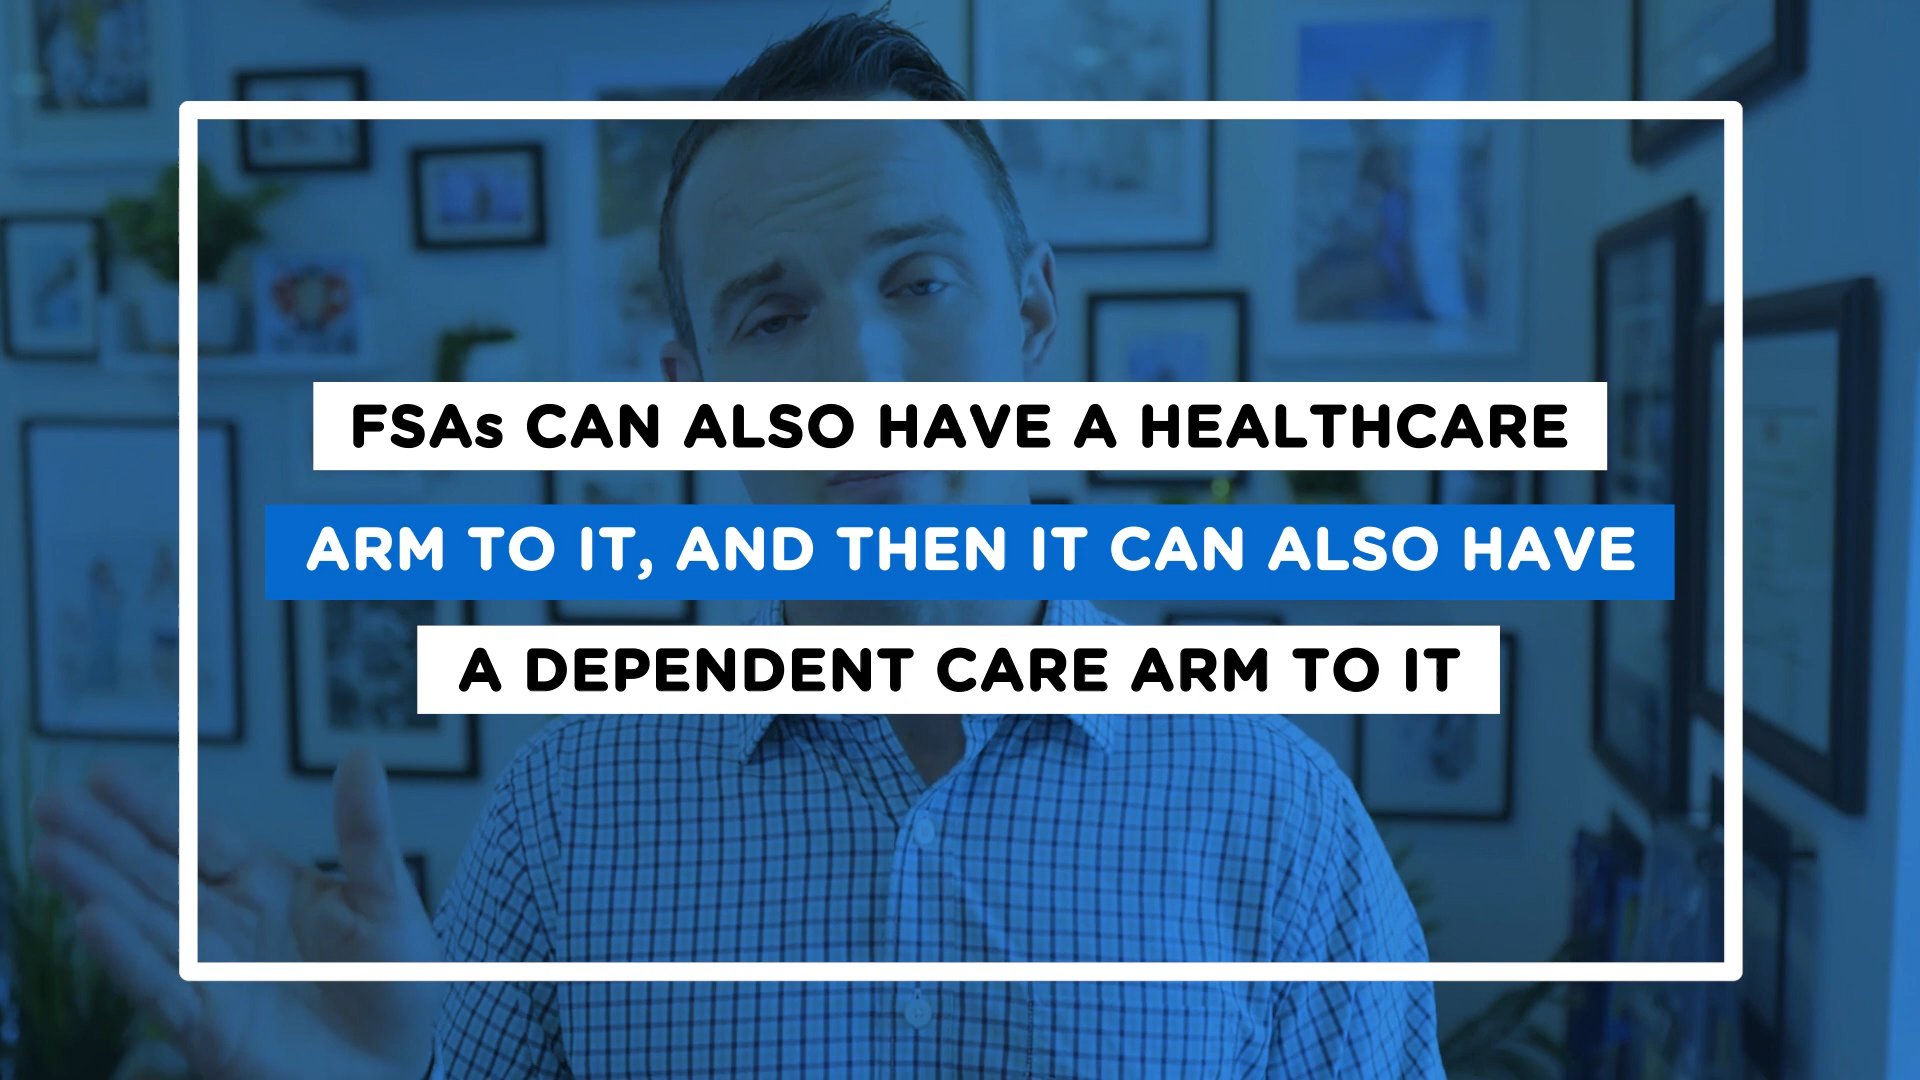 FSAs CAN ALSO HAVE A HEALTHCARE
ARM TO IT, AND THEN IT CAN ALSO HAVE
A DEPENDENT CARE ARM TO IT